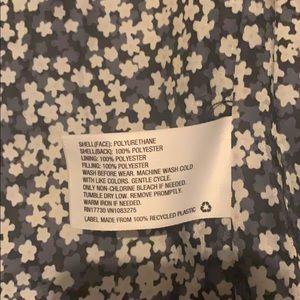 SHELL(FACE): POLYURETHANE
SHELL(BACK): 100% POLYESTER
LINING: 100% POLYESTER
FILLING: 100% POLYESTER
WASH BEFORE WEAR. MACHINE WASH COLD
WITH LIKE COLORS. GENTLE CYCLE.
ONLY NON-CHLORINE BLEACH IF NEEDED.
TUMBLE DRY LOW. REMOVE PROMPTLY.
WARM IRON IF NEEDED.
RN17730 VN1083275
LABEL MADE FROM 100% RECYCLED PLASTIC